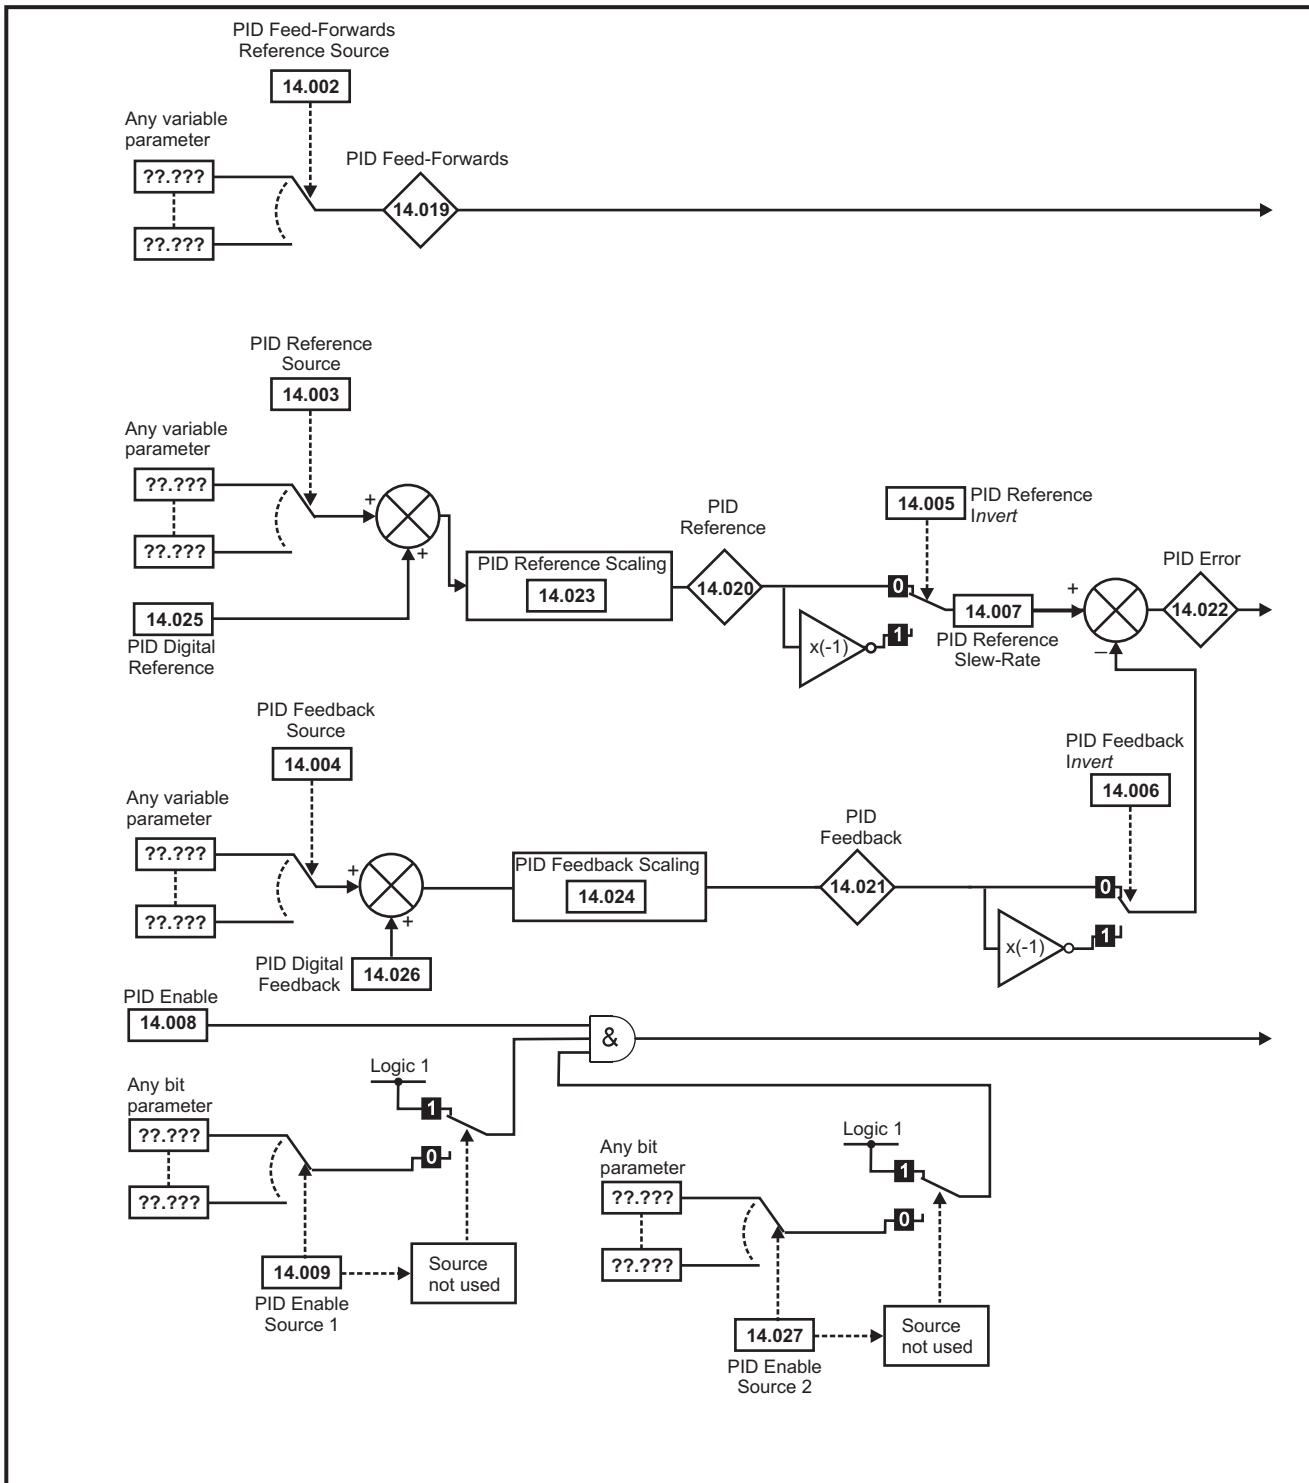 PID Feed-Forwards
Reference Source
14.002
Any variable
parameter
??.???
??.???
PID Feed-Forwards
14.019
PID Reference
Source
14.003
Any variable
parameter
??.???
??.???
+
+
14.025
PID Digital
Reference
PID Reference Scaling
14.023
PID
Reference
14.020
14.005
PID Reference
Invert
0
1
x(-1)
14.007
PID Reference
Slew-Rate
+
–
PID Error
14.022
PID Feedback
Source
14.004
Any variable
parameter
??.???
??.???
+
+
PID Digital
Feedback
14.026
PID Feedback Scaling
14.024
PID
Feedback
14.021
PID Feedback
Invert
14.006
0
1
x(-1)
PID Enable
14.008
&
Any bit
parameter
??.???
??.???
Logic 1
1
0
14.009
PID Enable
Source 1
Source
not used
Any bit
parameter
??.???
??.???
Logic 1
1
0
14.027
PID Enable
Source 2
Source
not used